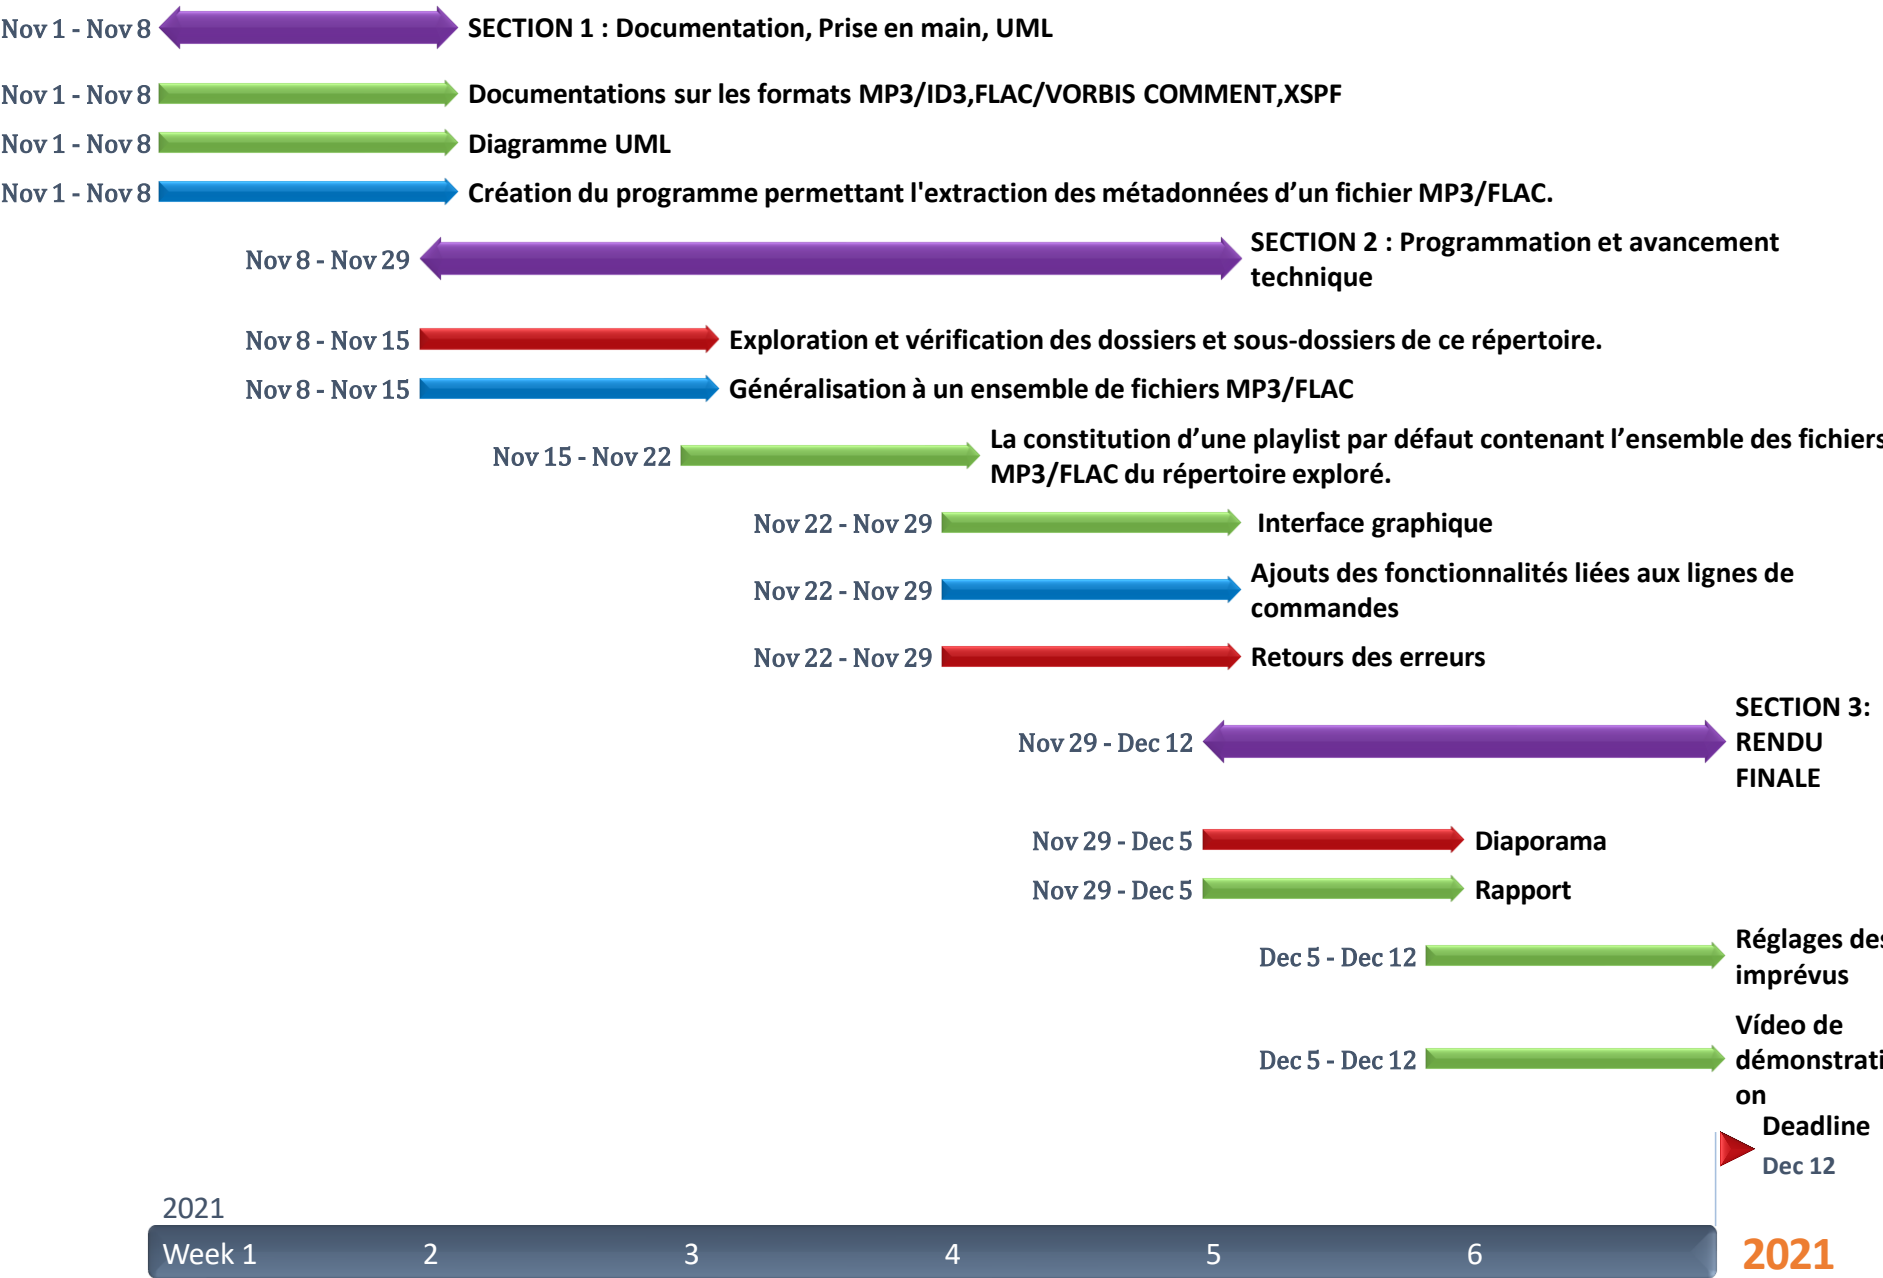 Nov 1 - Nov 8 SECTION 1 : Documentation, Prise en main, UML
Nov 1 - Nov 8 Documentations sur les formats MP3/ID3,FLAC/VORBIS COMMENT,XSPF
Nov 1 - Nov 8 Diagramme UML
Nov 1 - Nov 8 Création du programme permettant l'extraction des métadonnées d’un fichier MP3/FLAC.
Nov 8 - Nov 29 SECTION 2 : Programmation et avancement
technique
Nov 8 - Nov 15 Exploration et vérification des dossiers et sous-dossiers de ce répertoire.
Nov 8 - Nov 15 Généralisation à un ensemble de fichiers MP3/FLAC
Nov 15 - Nov 22 La constitution d’une playlist par défaut contenant l’ensemble des fichiers
MP3/FLAC du répertoire exploré.
Nov 22 - Nov 29 Interface graphique
Nov 22 - Nov 29 Ajouts des fonctionnalités liées aux lignes de
commandes
Nov 22 - Nov 29 Retours des erreurs
Nov 29 - Dec 12 SECTION 3:
RENDU
FINALE
Nov 29 - Dec 5 Diaporama
Nov 29 - Dec 5 Rapport
Dec 5 - Dec 12 Réglages des
imprévus
Dec 5 - Dec 12 Vídeo de
démonstrati
on
Deadline
Dec 12
2021
Week 1 2 3 4 5 6 2021